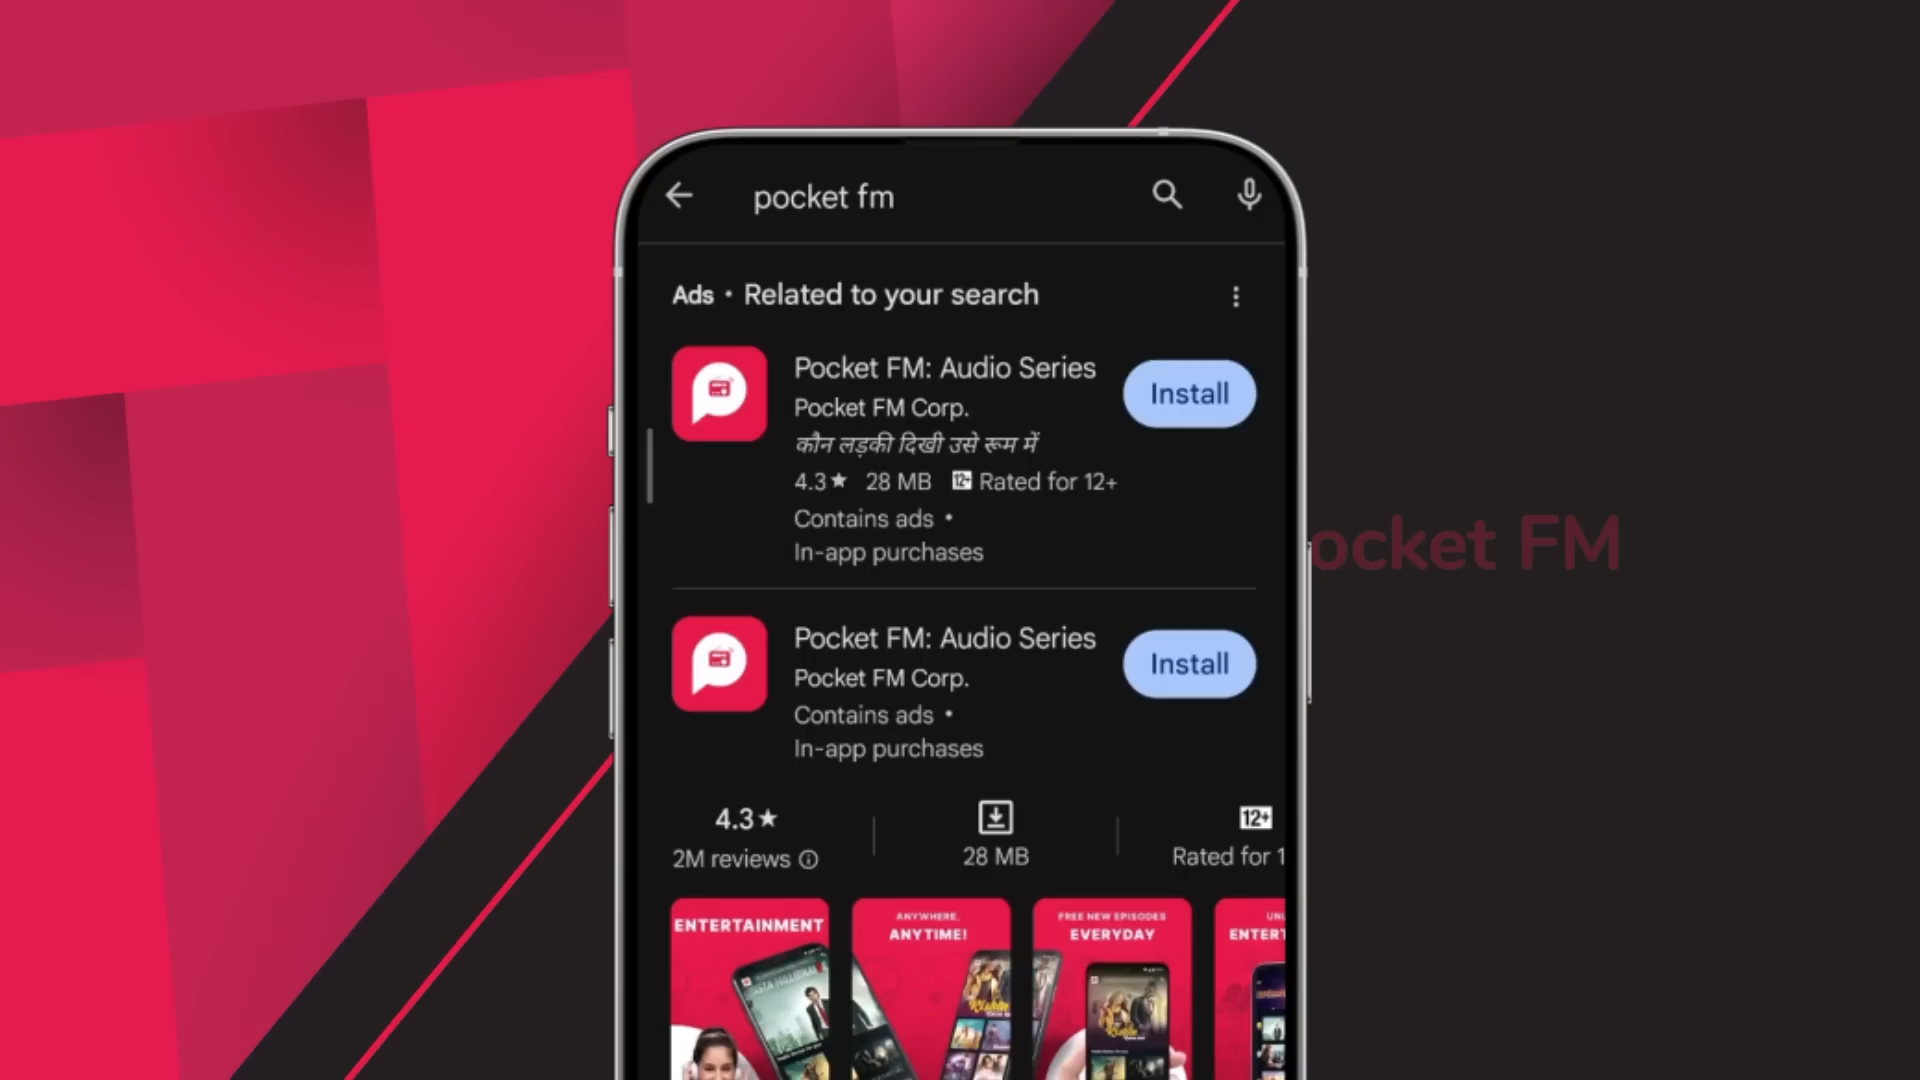 pocket fm
Ads • Related to your search
Pocket FM: Audio Series
Install
Pocket FM Corp.
कौन लड़की दिखी उसे रूम में
4.3★ 28 MB 12+ Rated for 12+
Contains ads •
In-app purchases
ocket FM
Pocket FM: Audio Series
Install
Pocket FM Corp.
Contains ads •
In-app purchases
4.3★
12+
2M reviews
28 MB
Rated for 1
ENTERTAINMENT
ANYWHERE,
ANYTIME!
FREE NEW EPISODES
EVERYDAY
UNL
ENTERT